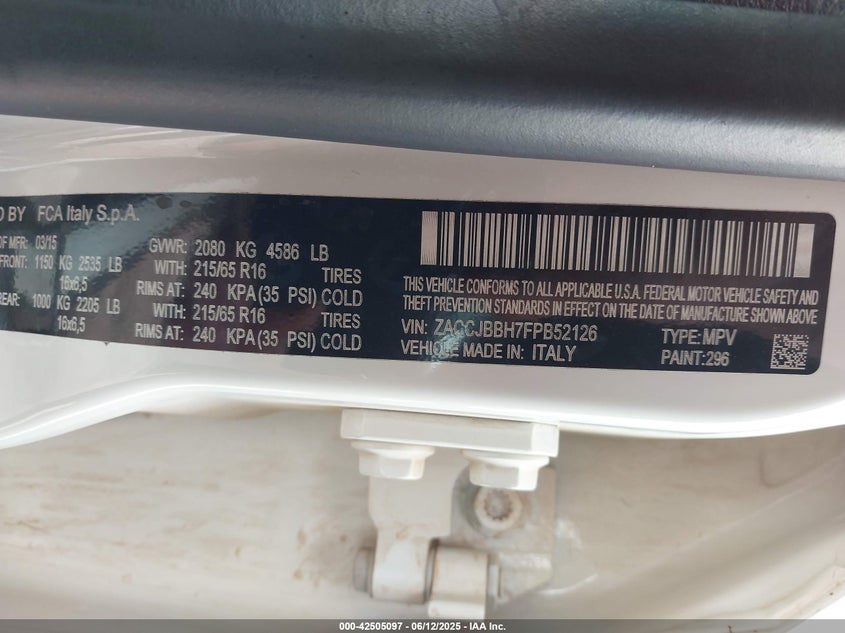 D BY FCA Italy S.p.A.
OF MFR: 03/15
FRONT: 1150 KG 2535 LB
16x6,5
REAR: 1000 KG 2205 LB
16x6,5
GVWR: 2080 KG 4586 LB
WITH: 215/65 R16 TIRES
RIMS AT: 240 KPA(35 PSI) COLD
WITH: 215/65 R16 TIRES
RIMS AT: 240 KPA(35 PSI) COLD
THIS VEHICLE CONFORMS TO ALL APPLICABLE U.S.A. FEDERAL MOTOR VEHICLE SAFETY AND
THEFT PREVENTION STANDARDS IN EFFECT ON THE DATE OF MANUFACTURE SHOWN ABOVE.
VIN: ZACCJBBH7FPB52126 TYPE: MPV
VEHICLE MADE IN: ITALY PAINT: 296
000-42505097 - 06/12/2025 - IAA Inc.